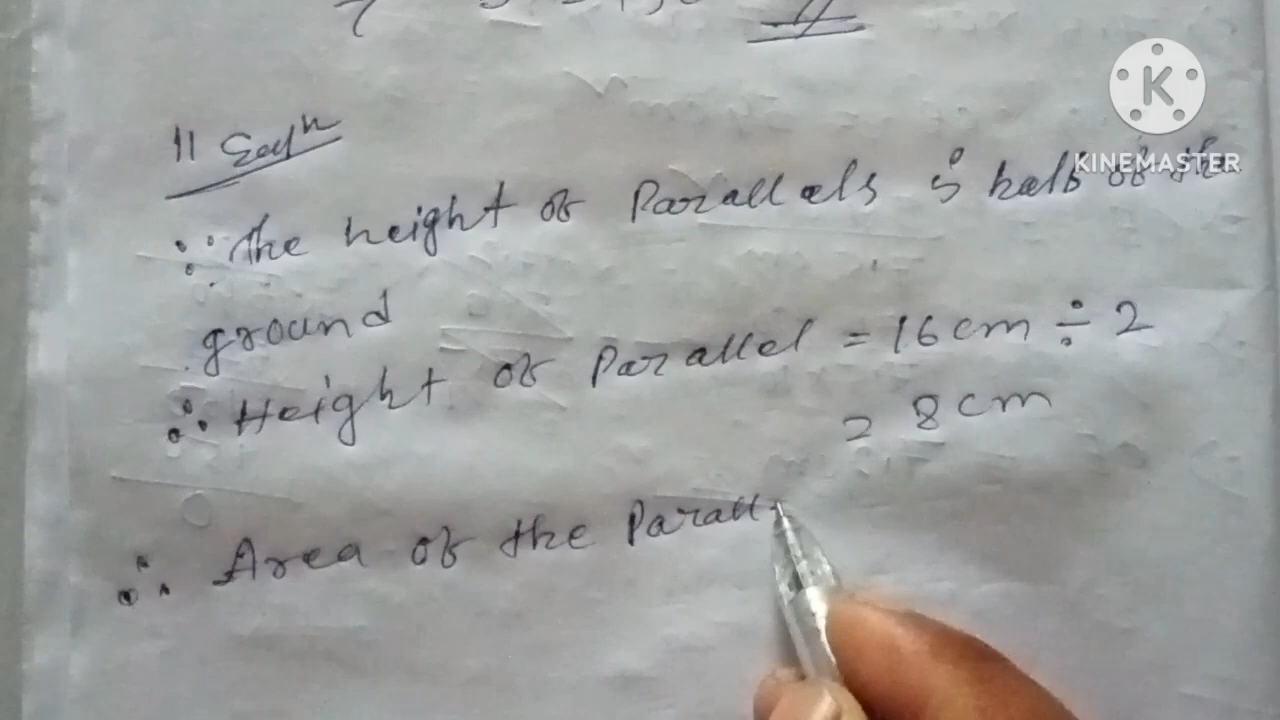 11 Solⁿ
∵ The height of Parallels is half of the
ground
∴ Height of Parallel = 16 cm ÷ 2
= 8 cm
∴ Area of the Parall
K
KINEMASTER